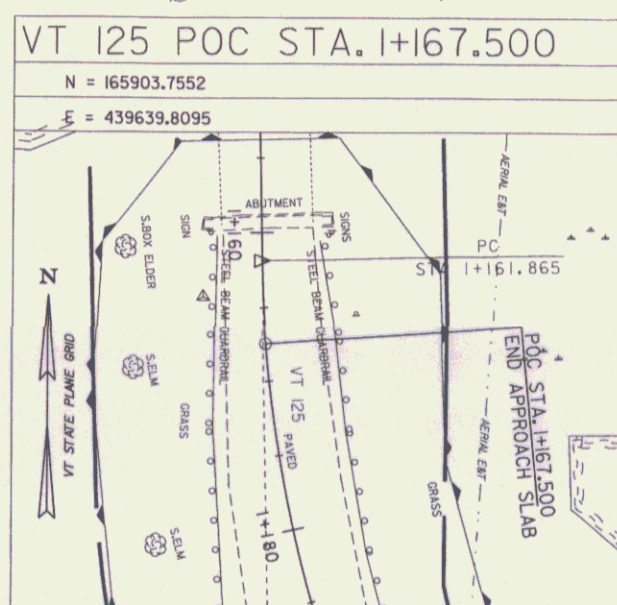 VT 125 POC STA. 1+167.500
N = 165903.7552
E = 439639.8095
ABUTMENT
SIGN
SIGNS
S.BOX ELDER
1+160
STEEL BEAM GUARDRAIL
STEEL BEAM GUARDRAIL
AERIAL E&T
PC
STA 1+161.865
N
VT STATE PLANE GRID
S.ELM
GRASS
VT 125
PAVED
POC STA. 1+167.500
END APPROACH SLAB
AERIAL E&T
GRASS
S.ELM
1+180